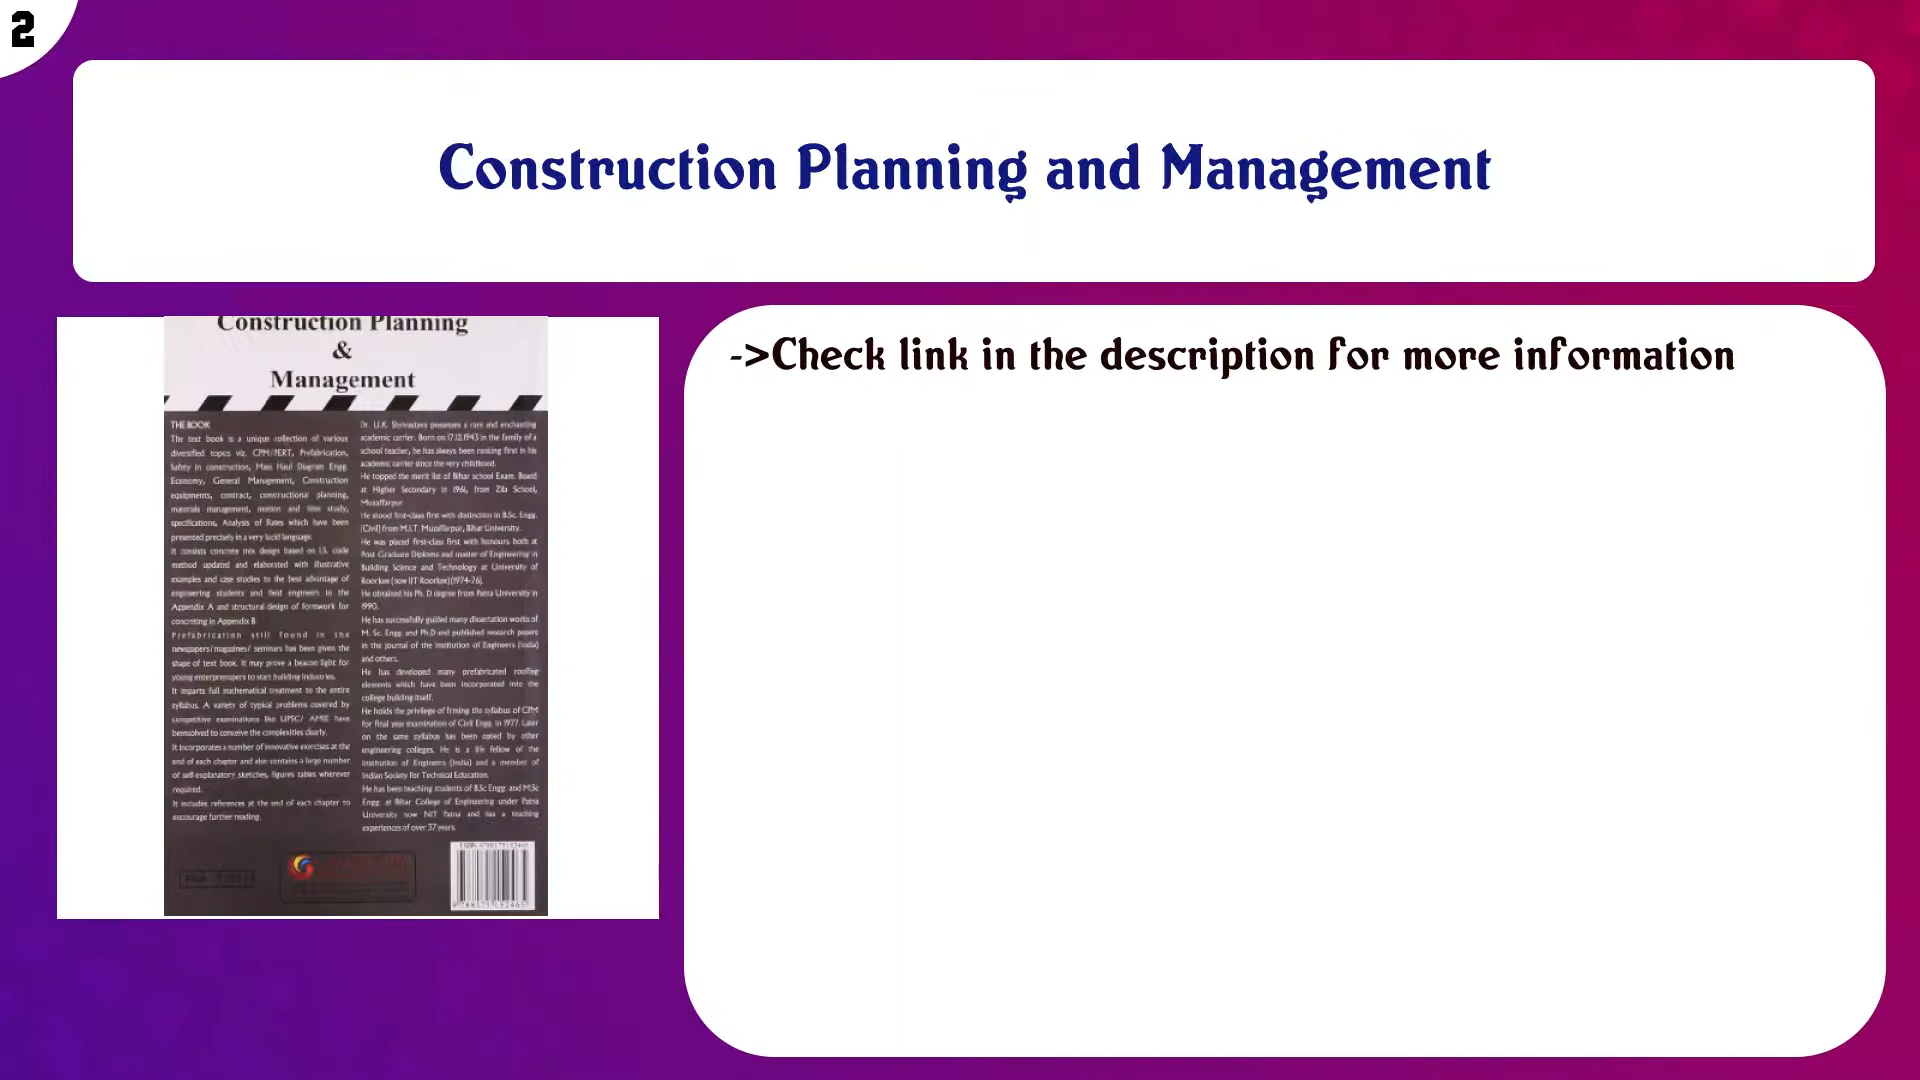 2
Construction Planning and Management
Construction Planning
&
Management
THE BOOK
The text book is a unique collection of various
diversified topics viz. CPM/PERT, Prefabrication,
Safety in construction, Mass Haul Diagram Engg.
Economy, General Management, Construction
equipments, contract, constructional planning,
materials management, motion and time study,
specifications, Analysis of Rates which have been
presented precisely in a very lucid language.
It consists concrete mix design based on I.S. code
method updated and elaborated with illustrative
examples and case studies to the best advantage of
engineering students and field engineers in the
Appendix A and structural design of formwork for
concreting in Appendix B.
Prefabrication still found in the
newspapers/magazines/ seminars has been given the
shape of text book. It may prove a beacon light for
young enterprenupers to start building industries.
It imparts full mathematical treatment to the entire
syllabus. A variety of typical problems covered by
competitive examinations like UPSC/ AMIE have
beensolved to conceive the complexities clearly.
It incorporates a number of innovative exercises at the
end of each chapter and also contains a large number
of self-explanatory sketches, figures tables wherever
required.
It includes references at the end of each chapter to
encourage further reading.
Dr. U.K. Shrivastava possesses a rare and enchanting
academic carrier. Born on 17.12.1943 in the family of a
school teacher, he has always been ranking first in his
academic carrier since the very childhood.
He topped the merit list of Bihar school Exam. Board
at Higher Secondary in 1961, from Zila School,
Muzaffarpur.
He stood first-class first with distinction in B.Sc. Engg.
(Civil) from M.I.T. Muzaffarpur, Bihar University.
He was placed first-class first with honours both at
Post Graduate Diploma and master of Engineering in
Building Science and Technology at University of
Roorkee (now IIT Roorkee) (1974-76).
He obtained his Ph. D degree from Patna University in
1990.
He has successfully guided many dissertation works of
M. Sc. Engg. and Ph.D and published research papers
in the journal of the institution of Engineers (India)
and others.
He has developed many prefabricated roofing
elements which have been incorporated into the
college building itself.
He holds the privilege of frming the syllabus of CPM
for final year examination of Civil Engg. in 1977. Later
on the same syllabus has been opted by other
engineering colleges. He is a life fellow of the
Institution of Engineers (India) and a member of
Indian Society for Technical Education.
He has been teaching students of B.Sc Engg. and M.Sc
Engg. at Bihar College of Engineering under Patna
University now NIT Patna and has a teaching
experiences of over 37 years.
->Check link in the description for more information